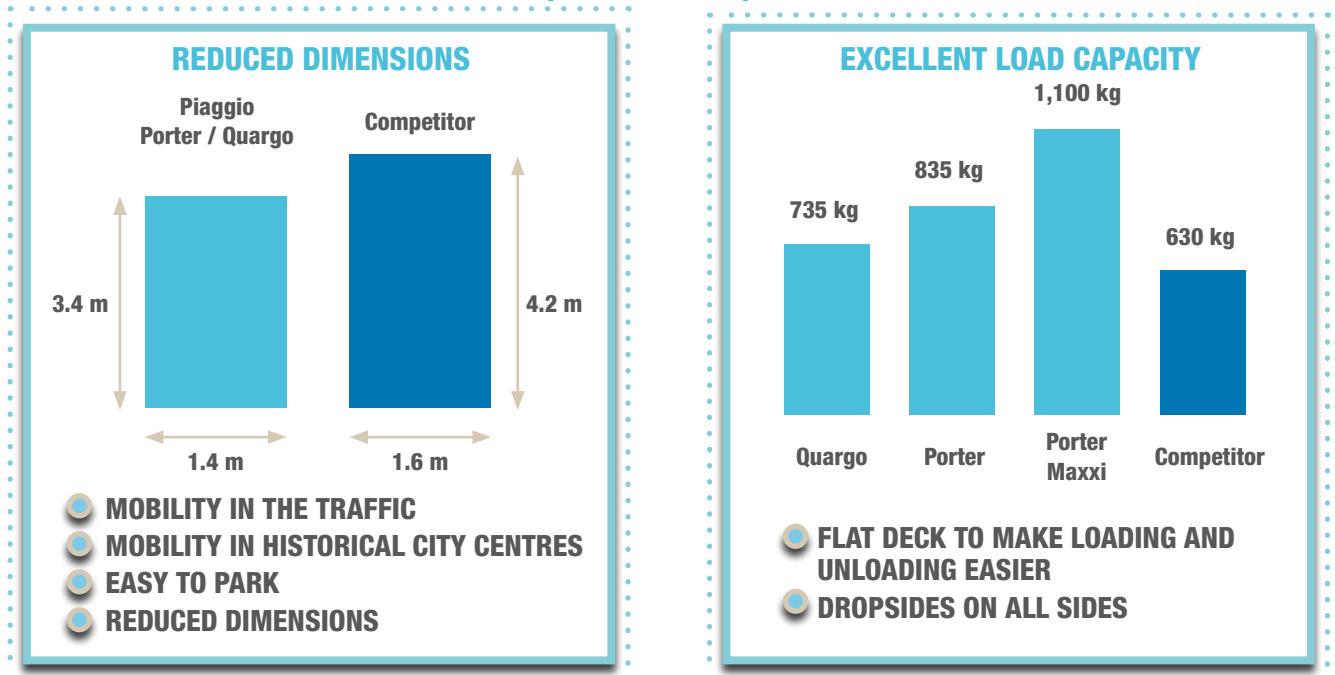 REDUCED DIMENSIONS
Piaggio
Porter / Quargo
Competitor
3.4 m
4.2 m
1.4 m
1.6 m
MOBILITY IN THE TRAFFIC
MOBILITY IN HISTORICAL CITY CENTRES
EASY TO PARK
REDUCED DIMENSIONS
EXCELLENT LOAD CAPACITY
1,100 kg
835 kg
735 kg
630 kg
Quargo
Porter
Porter
Maxxi
Competitor
FLAT DECK TO MAKE LOADING AND
UNLOADING EASIER
DROPSIDES ON ALL SIDES